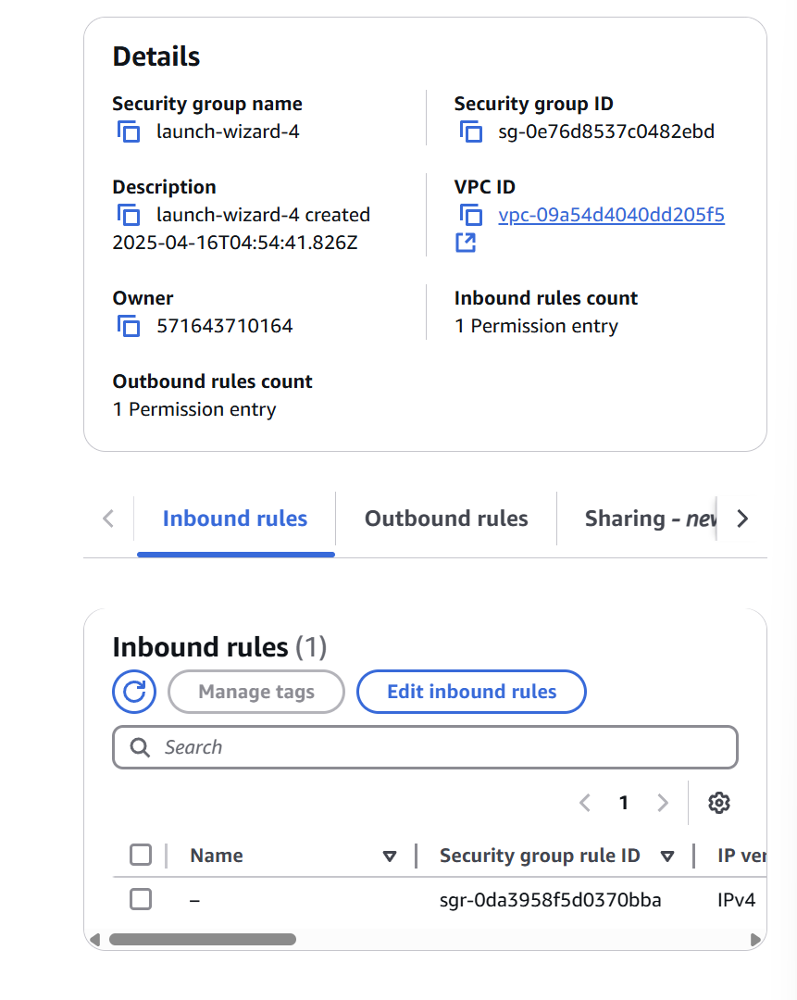 Details
Security group name
launch-wizard-4
Security group ID
sg-0e76d8537c0482ebd
Description
launch-wizard-4 created
2025-04-16T04:54:41.826Z
VPC ID
vpc-09a54d4040dd205f5
Owner
571643710164
Inbound rules count
1 Permission entry
Outbound rules count
1 Permission entry
Inbound rules
Outbound rules
Sharing - new
Inbound rules (1)
Manage tags
Edit inbound rules
Search
1
Name
Security group rule ID
IP ver
–
sgr-0da3958f5d0370bba
IPv4